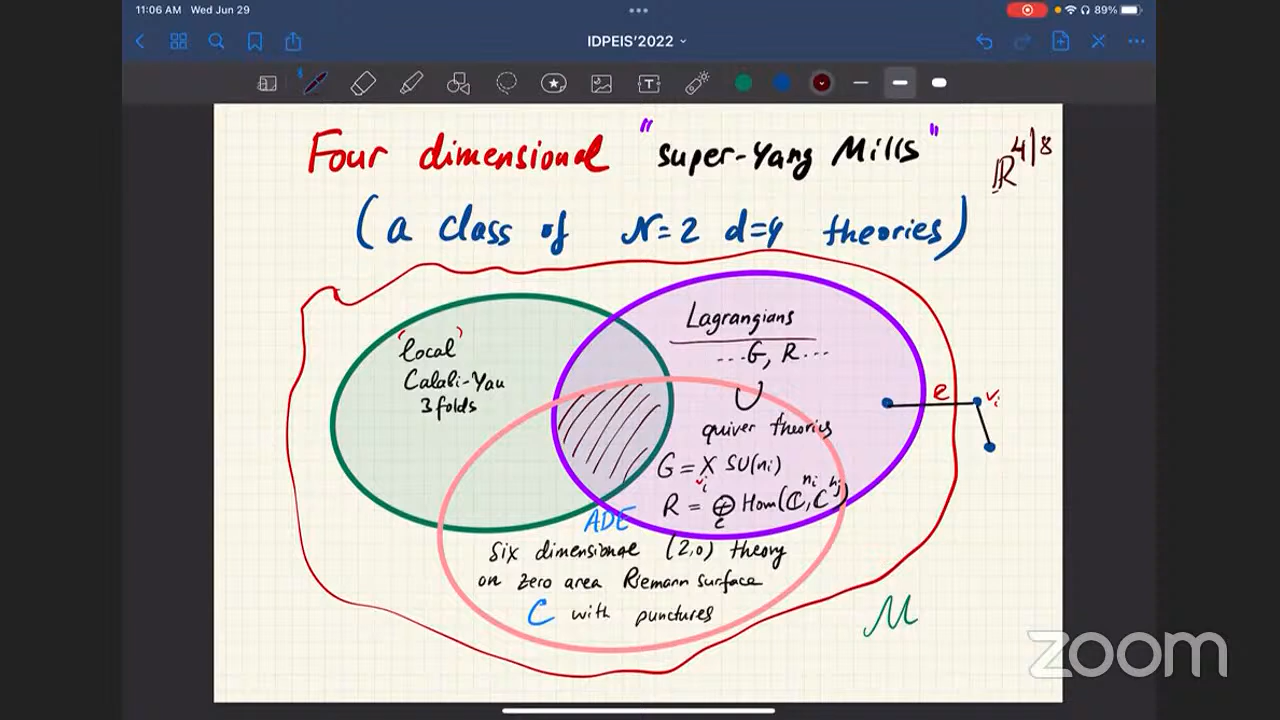 11:06 AM Wed Jun 29
89%
IDPEIS'2022
Four dimensional "super-Yang Mills"
ℝ^4|8
(a class of N=2 d=4 theories)
"local"
Calabi-Yau
3 folds
Lagrangians
...G, R...
∪
quiver theories
G = × SU(n_i)
v_i
R = ⊕ Hom(ℂ^n_i, ℂ^n_j)
e
e
v_i
ADE
six dimensional (2,0) theory
on zero area Riemann surface
C with punctures
M
zoom